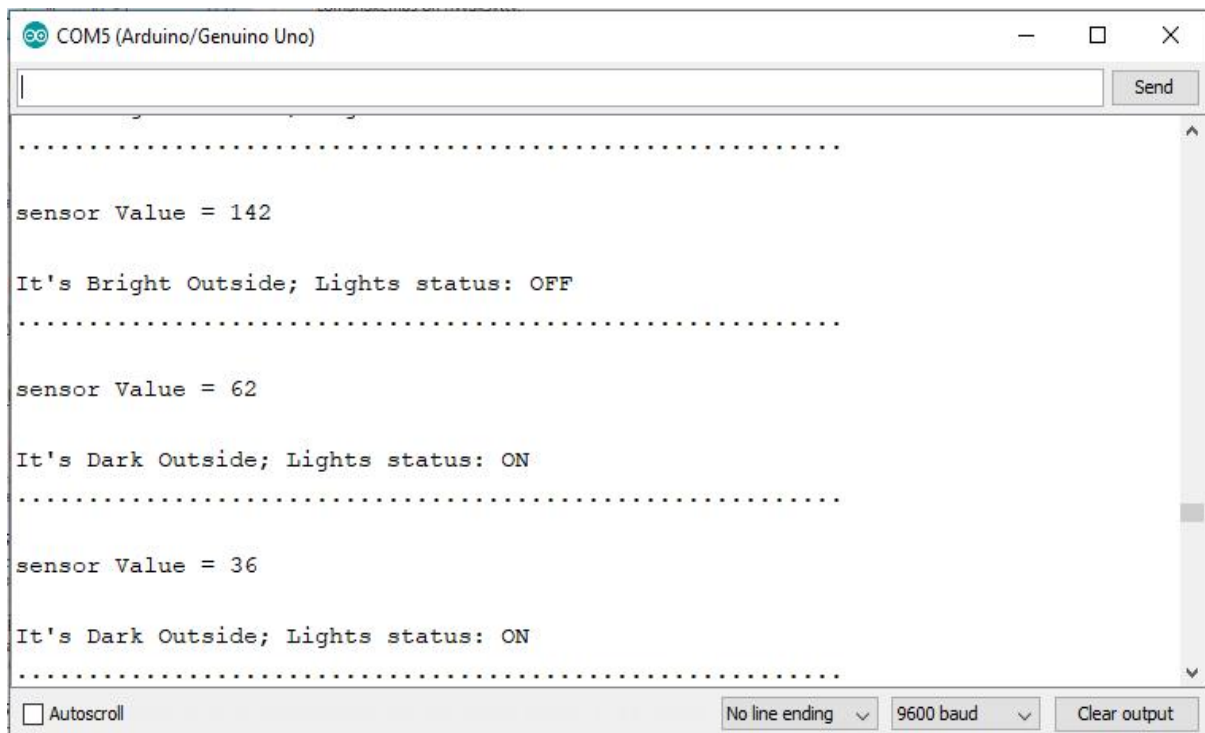 COM5 (Arduino/Genuino Uno)
Send
............................................................
sensor Value = 142
It's Bright Outside; Lights status: OFF
............................................................
sensor Value = 62
It's Dark Outside; Lights status: ON
............................................................
sensor Value = 36
It's Dark Outside; Lights status: ON
............................................................
Autoscroll
No line ending
9600 baud
Clear output